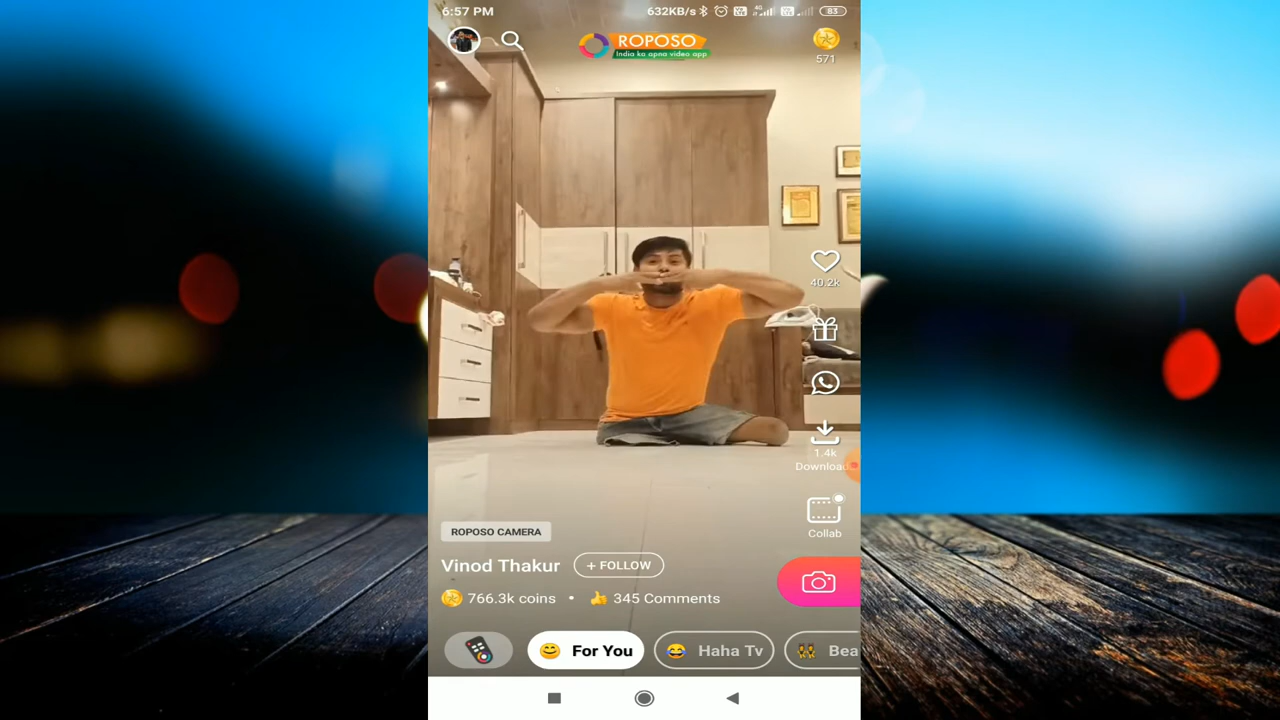 6:57 PM 632KB/s 4G 83
ROPOSO
India ka apna video app
571
40.2k
1.4k
Download
Collab
ROPOSO CAMERA
Vinod Thakur + FOLLOW
766.3k coins • 345 Comments
For You Haha Tv Bea